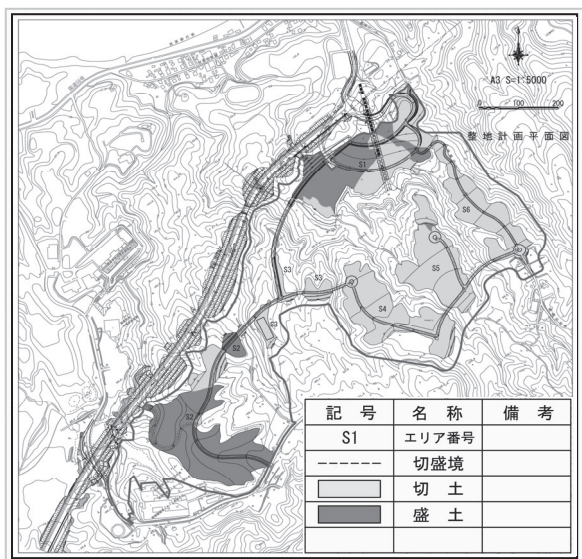 A3 S=1:5000
0 100 200
整地計画平面図
S1
S6
S5
S3
S3
S4
S3
S2
S2
記 号 名 称 備 考
S1 エリア番号
切盛境
切 土
盛 土